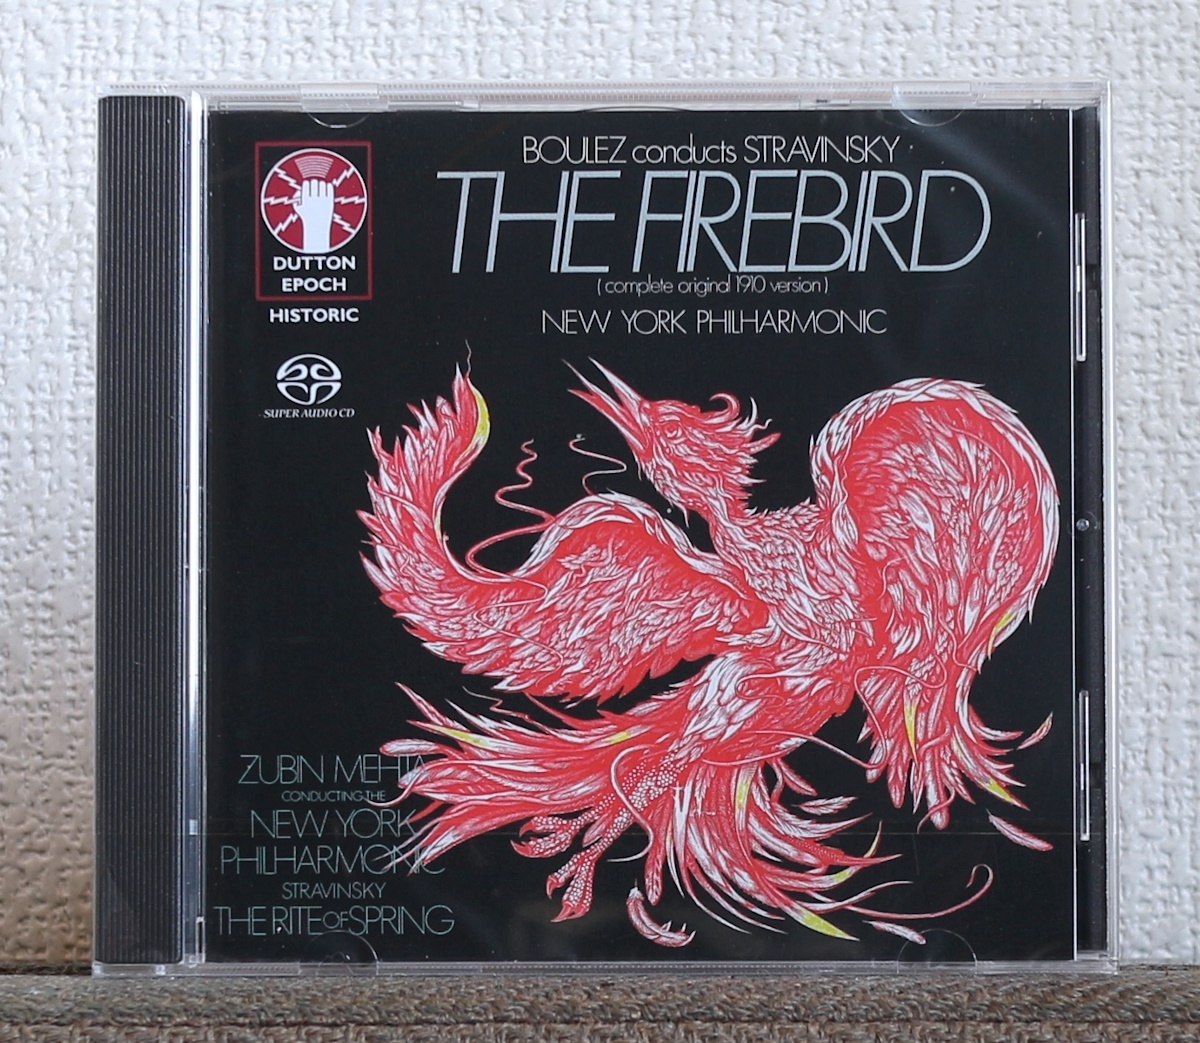 BOULEZ conducts STRAVINSKY
THE FIREBIRD
(complete original 1910 version)
NEW YORK PHILHARMONIC
DUTTON
EPOCH
HISTORIC
SUPER AUDIO CD
ZUBIN MEHTA
CONDUCTING THE
NEW YORK
PHILHARMONIC
STRAVINSKY
THE RITE OF SPRING